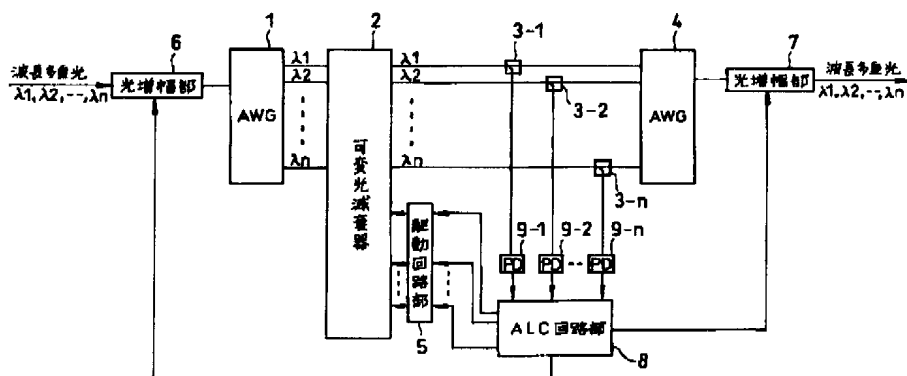 6
1
2
3-1
4
7
波長多重光
λ1,λ2,--,λn
光増幅部
AWG
λ1
λ2
λn
可変光減衰器
λ1
λ2
λn
3-2
3-n
AWG
光増幅部
波長多重光
λ1,λ2,--,λn
駆動回路部
5
9-1
9-2
9-n
PD
PD
--
PD
ALC回路部
8